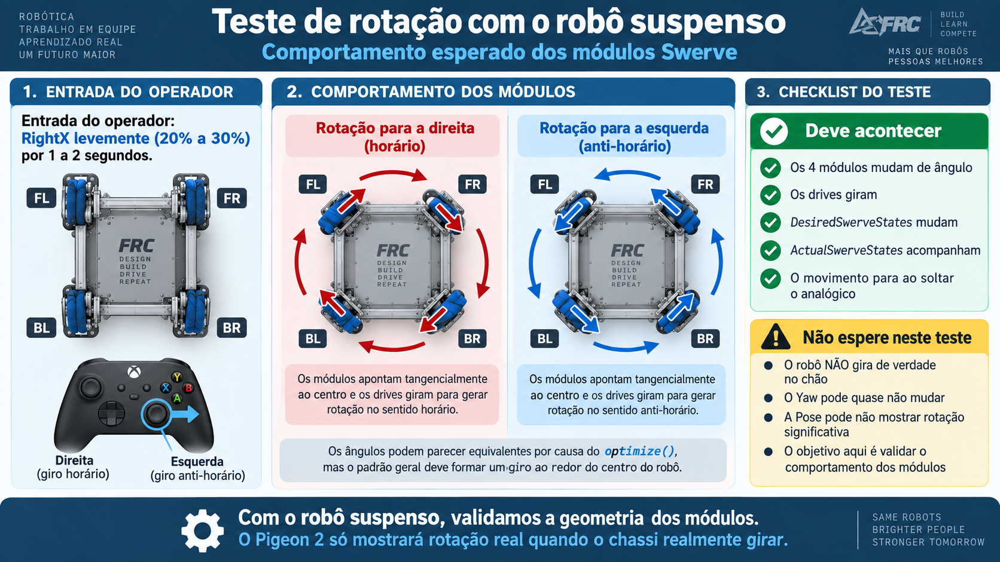 ROBÓTICA
TRABALHO EM EQUIPE
APRENDIZADO REAL
UM FUTURO MAIOR
Teste de rotação com o robô suspenso
Comportamento esperado dos módulos Swerve
FRC
BUILD
LEARN
COMPETE
MAIS QUE ROBÔS
PESSOAS MELHORES
1. ENTRADA DO OPERADOR
Entrada do operador:
RightX levemente (20% a 30%)
por 1 a 2 segundos.
FL
FR
FRC
DESIGN
BUILD
DRIVE
REPEAT
BL
BR
Y
X
B
A
Direita
(giro horário)
Esquerda
(giro anti-horário)
2. COMPORTAMENTO DOS MÓDULOS
Rotação para a direita
(horário)
FL
FR
FRC
DESIGN
BUILD
DRIVE
REPEAT
BL
BR
Os módulos apontam tangencialmente
ao centro e os drives giram para gerar
rotação no sentido horário.
Rotação para a esquerda
(anti-horário)
FL
FR
FRC
DESIGN
BUILD
DRIVE
REPEAT
BL
BR
Os módulos apontam tangencialmente
ao centro e os drives giram para gerar
rotação no sentido anti-horário.
Os ângulos podem parecer equivalentes por causa do optimize(),
mas o padrão geral deve formar um giro ao redor do centro do robô.
3. CHECKLIST DO TESTE
Deve acontecer
Os 4 módulos mudam de ângulo
Os drives giram
DesiredSwerveStates mudam
ActualSwerveStates acompanham
O movimento para ao soltar
o analógico
Não espere neste teste
O robô NÃO gira de verdade
no chão
O Yaw pode quase não mudar
A Pose pode não mostrar rotação
significativa
O objetivo aqui é validar o
comportamento dos módulos
Com o robô suspenso, validamos a geometria dos módulos.
O Pigeon 2 só mostrará rotação real quando o chassi realmente girar.
SAME ROBOTS
BRIGHTER PEOPLE
STRONGER TOMORROW